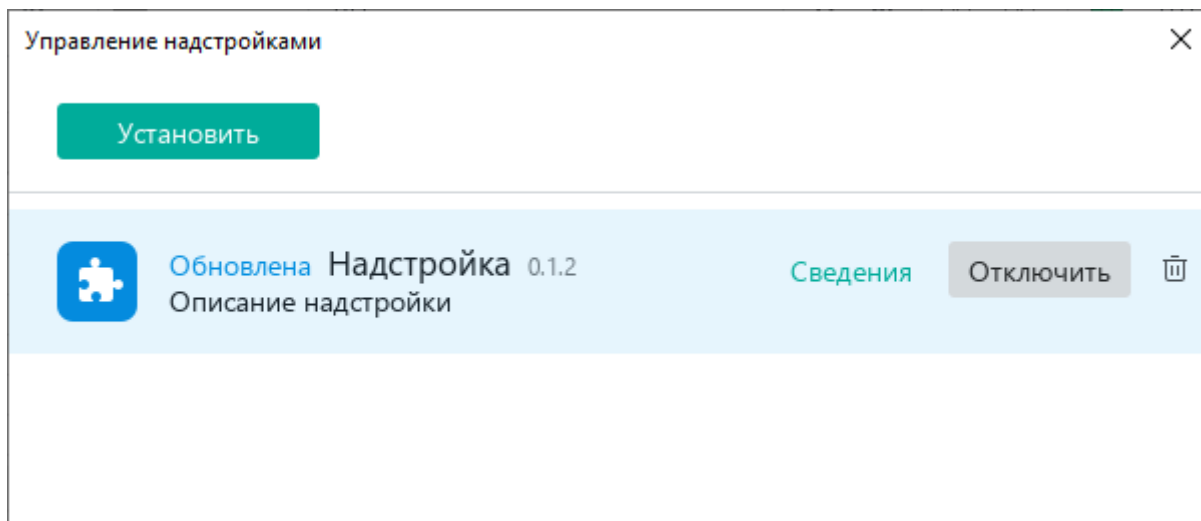 Управление надстройками
Установить
Обновлена Надстройка 0.1.2 Сведения Отключить
Описание надстройки